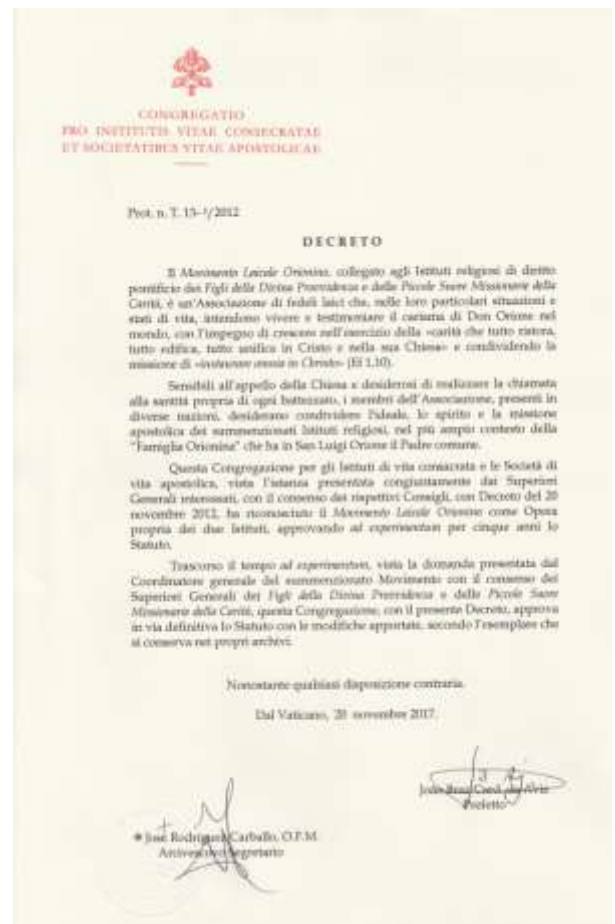 CONGREGATIO
PRO INSTITUTIS VITAE CONSECRATAE
ET SOCIETATIBUS VITAE APOSTOLICAE
Prot. n. T. 13-1/2012
DECRETO
Il Movimento Laicale Orionino, collegato agli Istituti religiosi di diritto
pontificio dei Figli della Divina Provvidenza e delle Piccole Suore Missionarie della
Carità, è un'Associazione di fedeli laici che, nelle loro particolari situazioni e
stati di vita, intendono vivere e testimoniare il carisma di Don Orione nel
mondo, con l'impegno di crescere nell'esercizio della «carità che tutto ristora,
tutto edifica, tutto unifica in Cristo e nella sua Chiesa» e condividendo la
missione di «instaurare omnia in Christo» (Ef 1,10).
Sensibili all'appello della Chiesa e desiderosi di realizzare la chiamata
alla santità propria di ogni battezzato, i membri dell'Associazione, presenti in
diverse nazioni, desiderano condividere l'ideale, lo spirito e la missione
apostolica dei summenzionati Istituti religiosi, nel più ampio contesto della
"Famiglia Orionina" che ha in San Luigi Orione il Padre comune.
Questa Congregazione per gli Istituti di vita consacrata e le Società di
vita apostolica, vista l'istanza presentata congiuntamente dai Superiori
Generali interessati, con il consenso dei rispettivi Consigli, con Decreto del 20
novembre 2012, ha riconosciuto il Movimento Laicale Orionino come Opera
propria dei due Istituti, approvando ad experimentum per cinque anni lo
Statuto.
Trascorso il tempo ad experimentum, vista la domanda presentata dal
Coordinatore generale del summenzionato Movimento con il consenso dei
Superiori Generali dei Figli della Divina Provvidenza e delle Piccole Suore
Missionarie della Carità, questa Congregazione, con il presente Decreto, approva
in via definitiva lo Statuto con le modifiche apportate, secondo l'esemplare che
si conserva nei propri archivi.
Nonostante qualsiasi disposizione contraria.
Dal Vaticano, 20 novembre 2017.
João Braz Card. de Aviz
Prefetto
José Rodríguez Carballo, O.F.M.
Arcivescovo Segretario